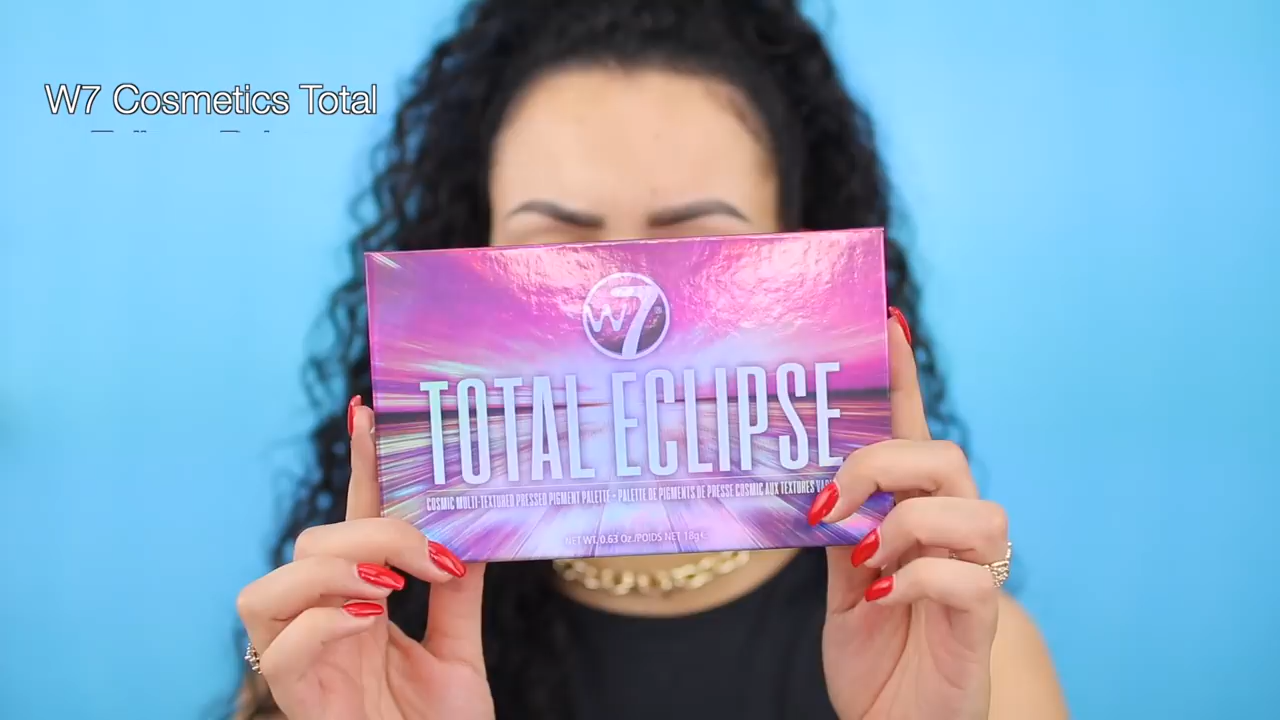 W7 Cosmetics Total
W7
TOTAL ECLIPSE
COSMIC MULTI-TEXTURED PRESSED PIGMENT PALETTE • PALETTE DE PIGMENTS DE PRESSE COSMIC AUX TEXTURES
NET WT. 0.63 Oz./POIDS NET 18g e